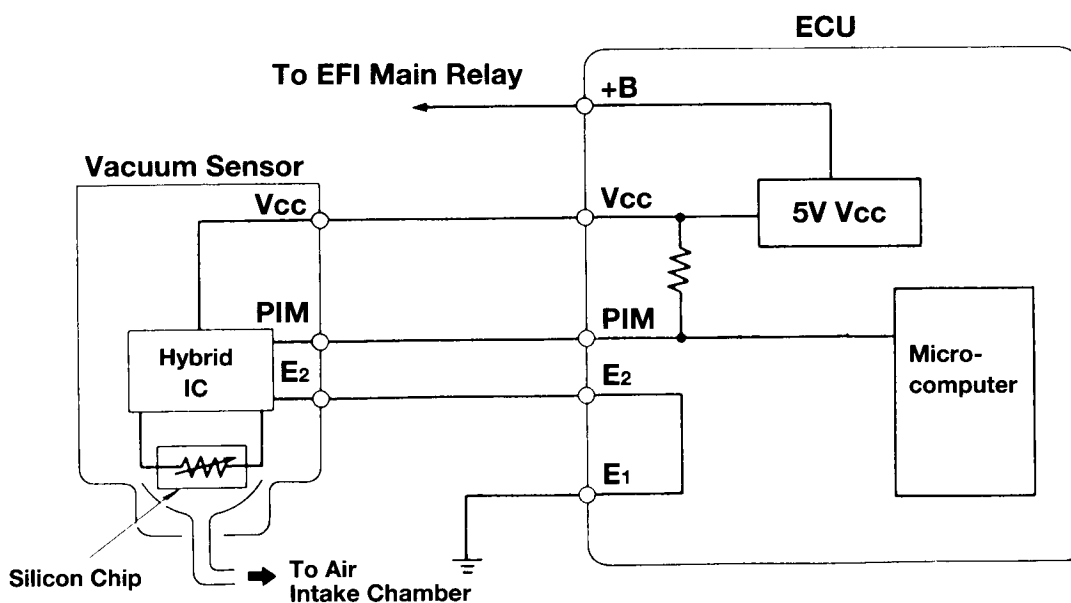 ECU
To EFI Main Relay
+B
Vacuum Sensor
Vcc
Vcc
5V Vcc
PIM
PIM
Hybrid
IC
E2
E2
Micro-
computer
E1
Silicon Chip
To Air
Intake Chamber